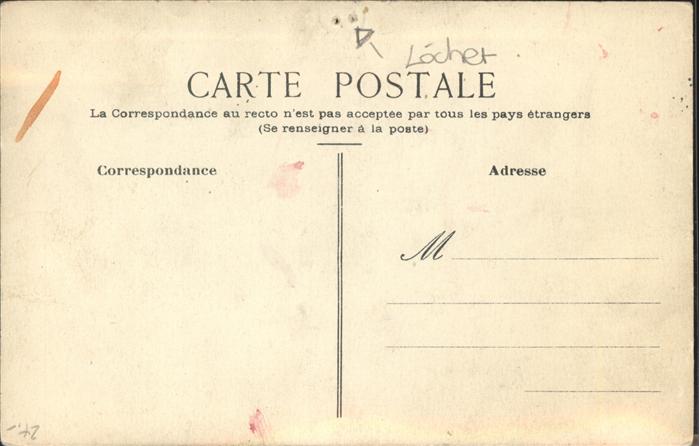 Löcher
CARTE POSTALE
La Correspondance au recto n'est pas acceptée par tous les pays étrangers
(Se renseigner à la poste)
Correspondance
Adresse
M